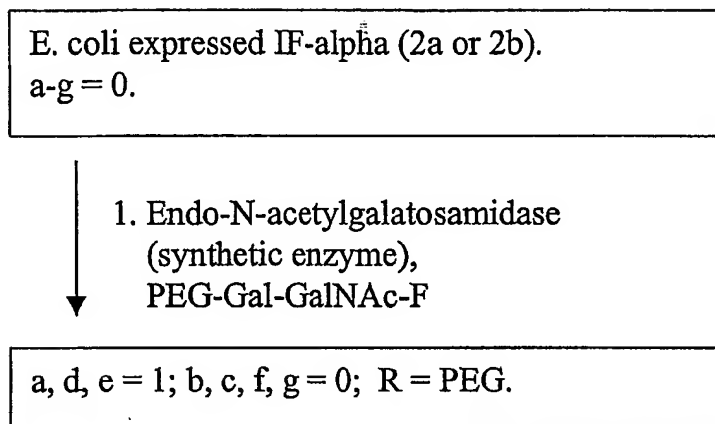 E. coli expressed IF-alpha (2a or 2b).
a-g = 0.
1. Endo-N-acetylgalatosamidase
(synthetic enzyme),
PEG-Gal-GalNAc-F
a, d, e = 1; b, c, f, g = 0;  R = PEG.